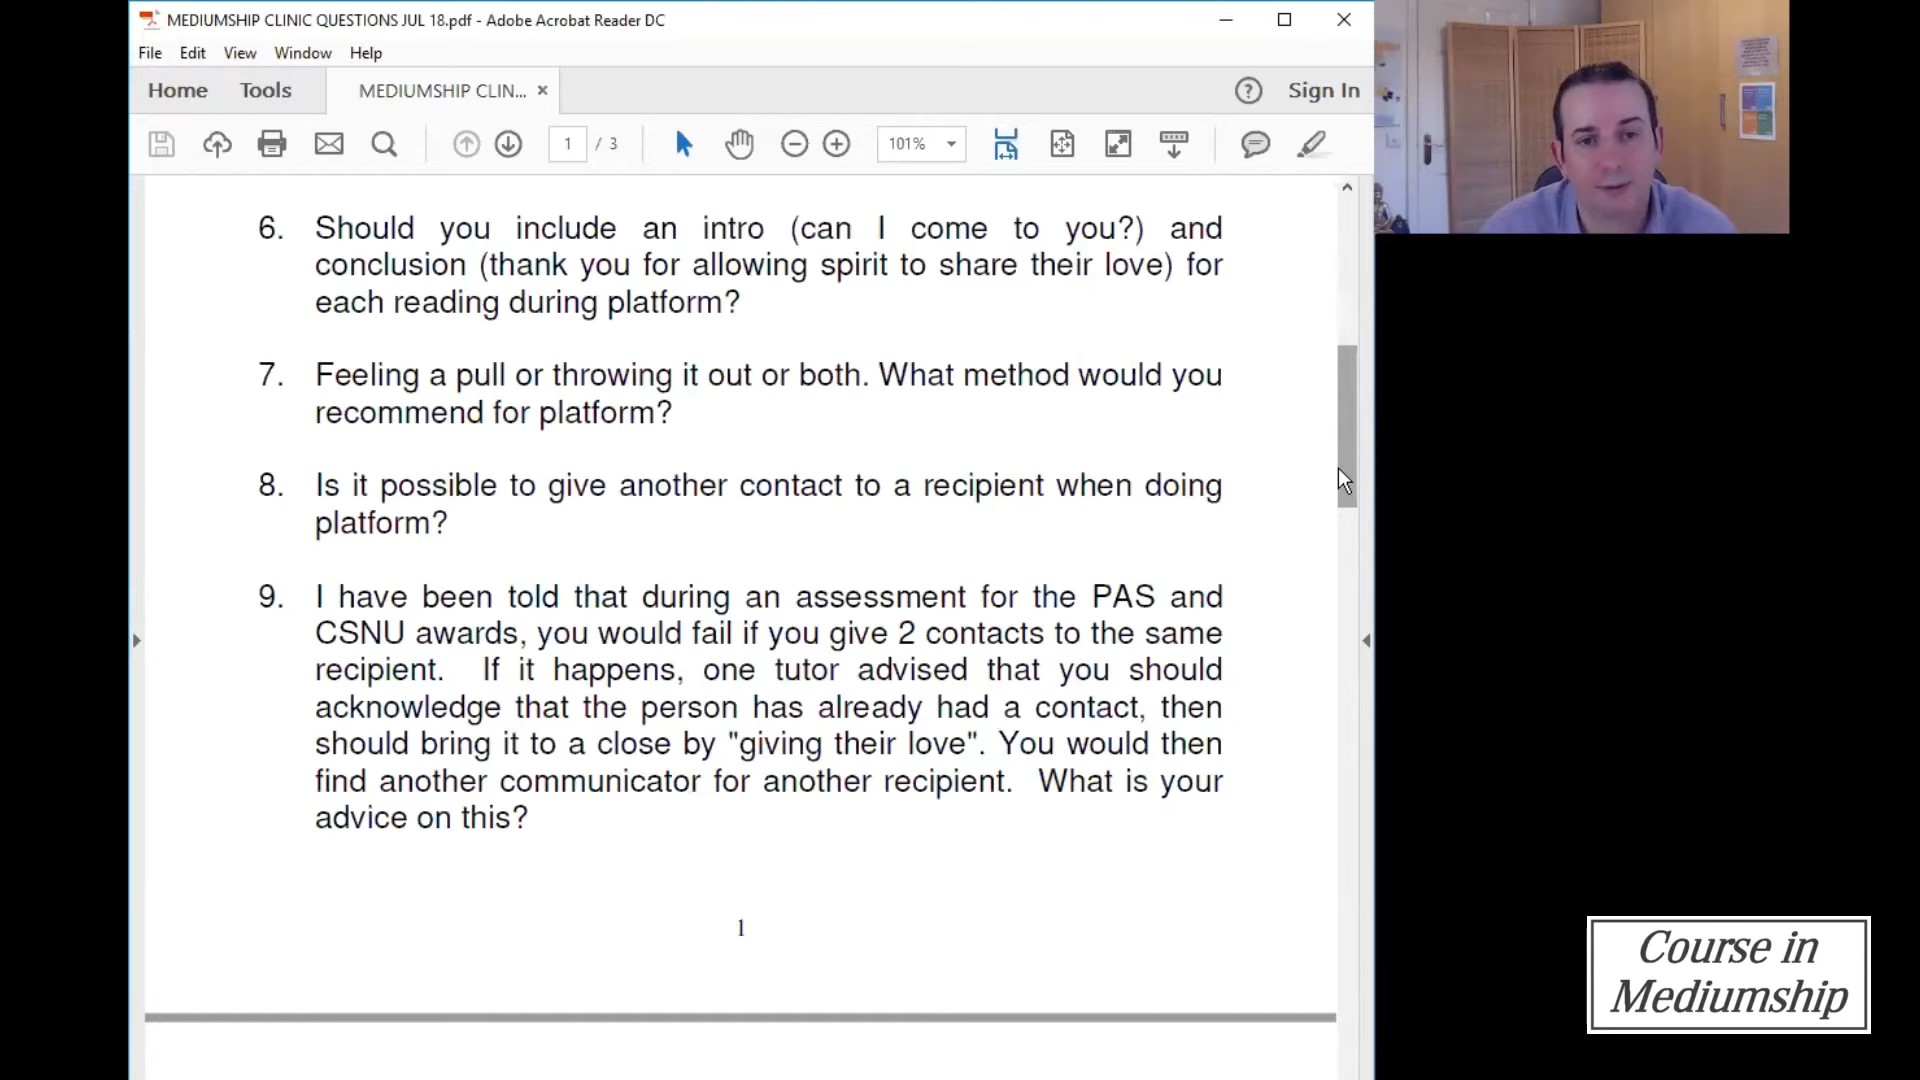 MEDIUMSHIP CLINIC QUESTIONS JUL 18.pdf - Adobe Acrobat Reader DC
File Edit View Window Help
Home Tools MEDIUMSHIP CLIN... × Sign In
1 / 3 101%
6. Should you include an intro (can I come to you?) and
conclusion (thank you for allowing spirit to share their love) for
each reading during platform?
7. Feeling a pull or throwing it out or both. What method would you
recommend for platform?
8. Is it possible to give another contact to a recipient when doing
platform?
9. I have been told that during an assessment for the PAS and
CSNU awards, you would fail if you give 2 contacts to the same
recipient. If it happens, one tutor advised that you should
acknowledge that the person has already had a contact, then
should bring it to a close by "giving their love". You would then
find another communicator for another recipient. What is your
advice on this?
1
Course in
Mediumship